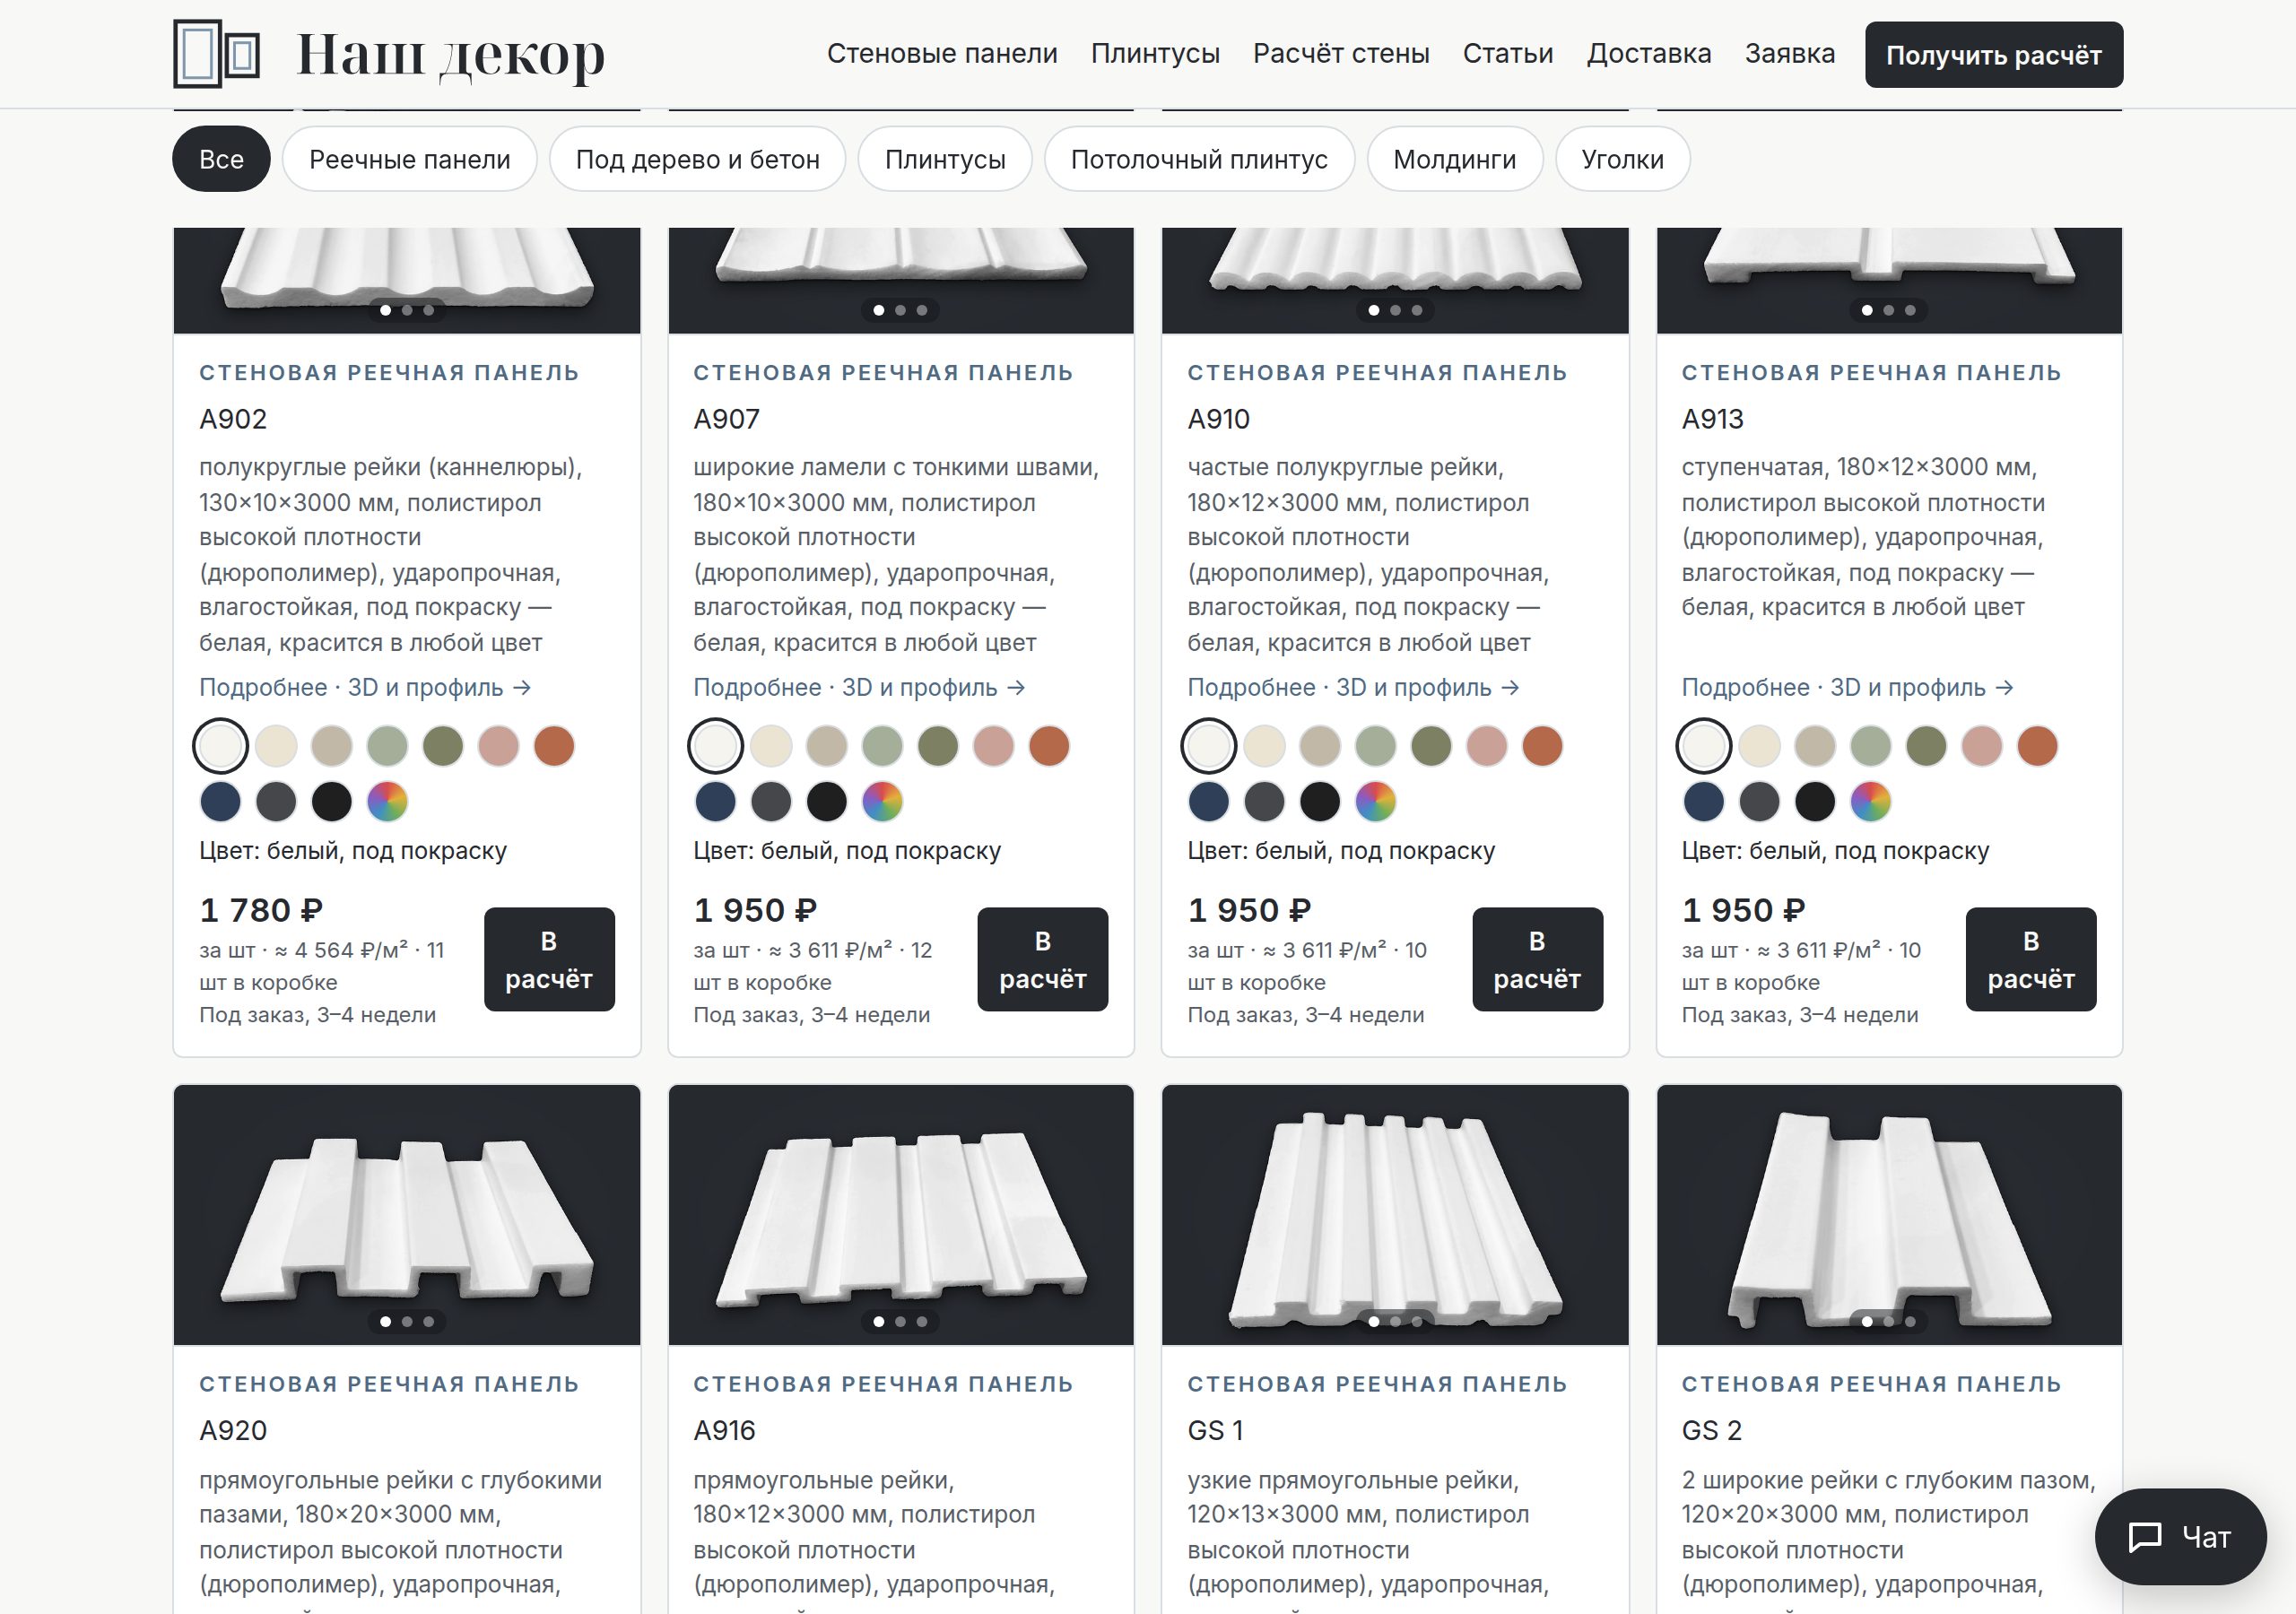 Наш декор
Стеновые панели Плинтусы Расчёт стены Статьи Доставка Заявка Получить расчёт
Все Реечные панели Под дерево и бетон Плинтусы Потолочный плинтус Молдинги Уголки
СТЕНОВАЯ РЕЕЧНАЯ ПАНЕЛЬ
A902
полукруглые рейки (каннелюры),
130×10×3000 мм, полистирол
высокой плотности
(дюрополимер), ударопрочная,
влагостойкая, под покраску —
белая, красится в любой цвет
Подробнее · 3D и профиль →
Цвет: белый, под покраску
1 780 ₽
за шт · ≈ 4 564 ₽/м² · 11
шт в коробке
Под заказ, 3–4 недели
В
расчёт
СТЕНОВАЯ РЕЕЧНАЯ ПАНЕЛЬ
A907
широкие ламели с тонкими швами,
180×10×3000 мм, полистирол
высокой плотности
(дюрополимер), ударопрочная,
влагостойкая, под покраску —
белая, красится в любой цвет
Подробнее · 3D и профиль →
Цвет: белый, под покраску
1 950 ₽
за шт · ≈ 3 611 ₽/м² · 12
шт в коробке
Под заказ, 3–4 недели
В
расчёт
СТЕНОВАЯ РЕЕЧНАЯ ПАНЕЛЬ
A910
частые полукруглые рейки,
180×12×3000 мм, полистирол
высокой плотности
(дюрополимер), ударопрочная,
влагостойкая, под покраску —
белая, красится в любой цвет
Подробнее · 3D и профиль →
Цвет: белый, под покраску
1 950 ₽
за шт · ≈ 3 611 ₽/м² · 10
шт в коробке
Под заказ, 3–4 недели
В
расчёт
СТЕНОВАЯ РЕЕЧНАЯ ПАНЕЛЬ
A913
ступенчатая, 180×12×3000 мм,
полистирол высокой плотности
(дюрополимер), ударопрочная,
влагостойкая, под покраску —
белая, красится в любой цвет
Подробнее · 3D и профиль →
Цвет: белый, под покраску
1 950 ₽
за шт · ≈ 3 611 ₽/м² · 10
шт в коробке
Под заказ, 3–4 недели
В
расчёт
СТЕНОВАЯ РЕЕЧНАЯ ПАНЕЛЬ
A920
прямоугольные рейки с глубокими
пазами, 180×20×3000 мм,
полистирол высокой плотности
(дюрополимер), ударопрочная,
СТЕНОВАЯ РЕЕЧНАЯ ПАНЕЛЬ
A916
прямоугольные рейки,
180×12×3000 мм, полистирол
высокой плотности
(дюрополимер), ударопрочная,
СТЕНОВАЯ РЕЕЧНАЯ ПАНЕЛЬ
GS 1
узкие прямоугольные рейки,
120×13×3000 мм, полистирол
высокой плотности
(дюрополимер), ударопрочная,
СТЕНОВАЯ РЕЕЧНАЯ ПАНЕЛЬ
GS 2
2 широкие рейки с глубоким пазом,
120×20×3000 мм, полистирол
высокой плотности
(дюрополимер), ударопрочная,
Чат